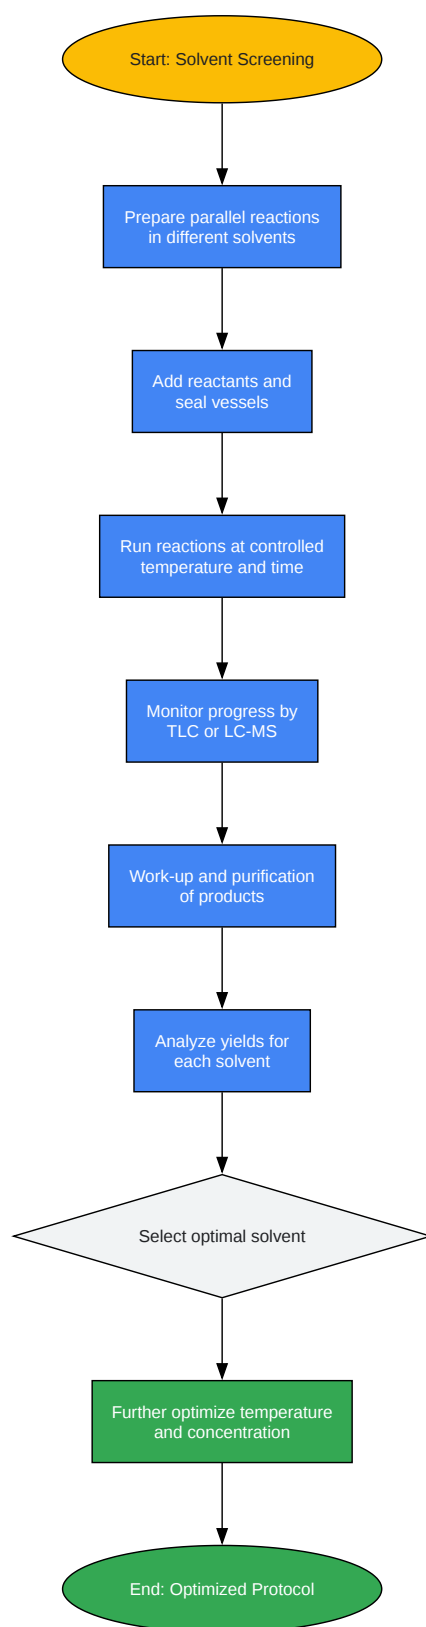 Start: Solvent Screening
Prepare parallel reactions
in different solvents
Add reactants and
seal vessels
Run reactions at controlled
temperature and time
Monitor progress by
TLC or LC-MS
Work-up and purification
of products
Analyze yields for
each solvent
Select optimal solvent
Further optimize temperature
and concentration
End: Optimized Protocol